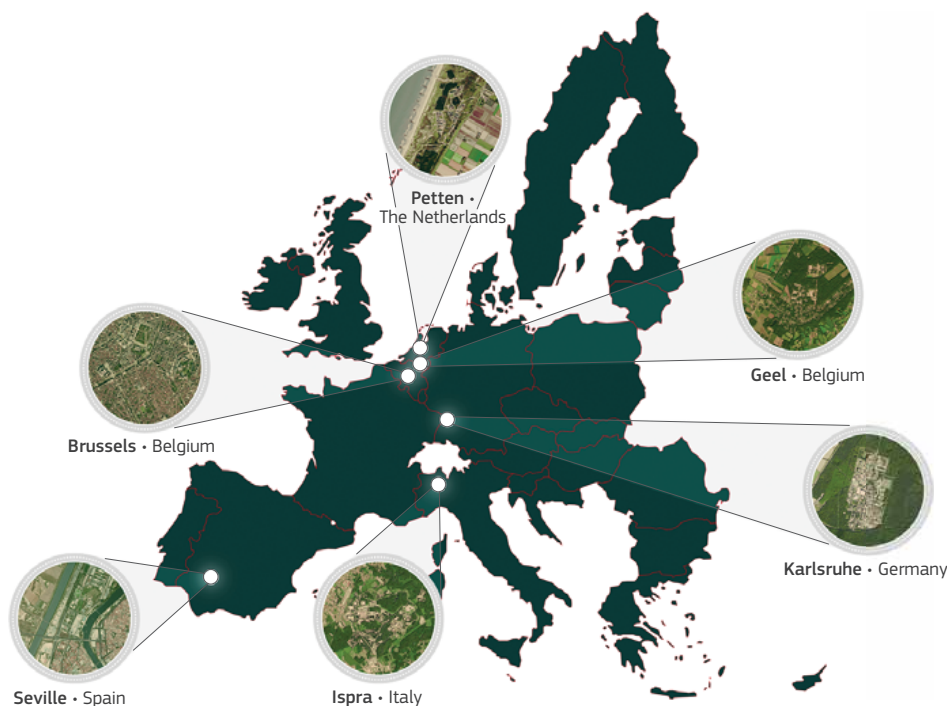 Petten •
The Netherlands
Geel • Belgium
Brussels • Belgium
Karlsruhe • Germany
Seville • Spain
Ispra • Italy